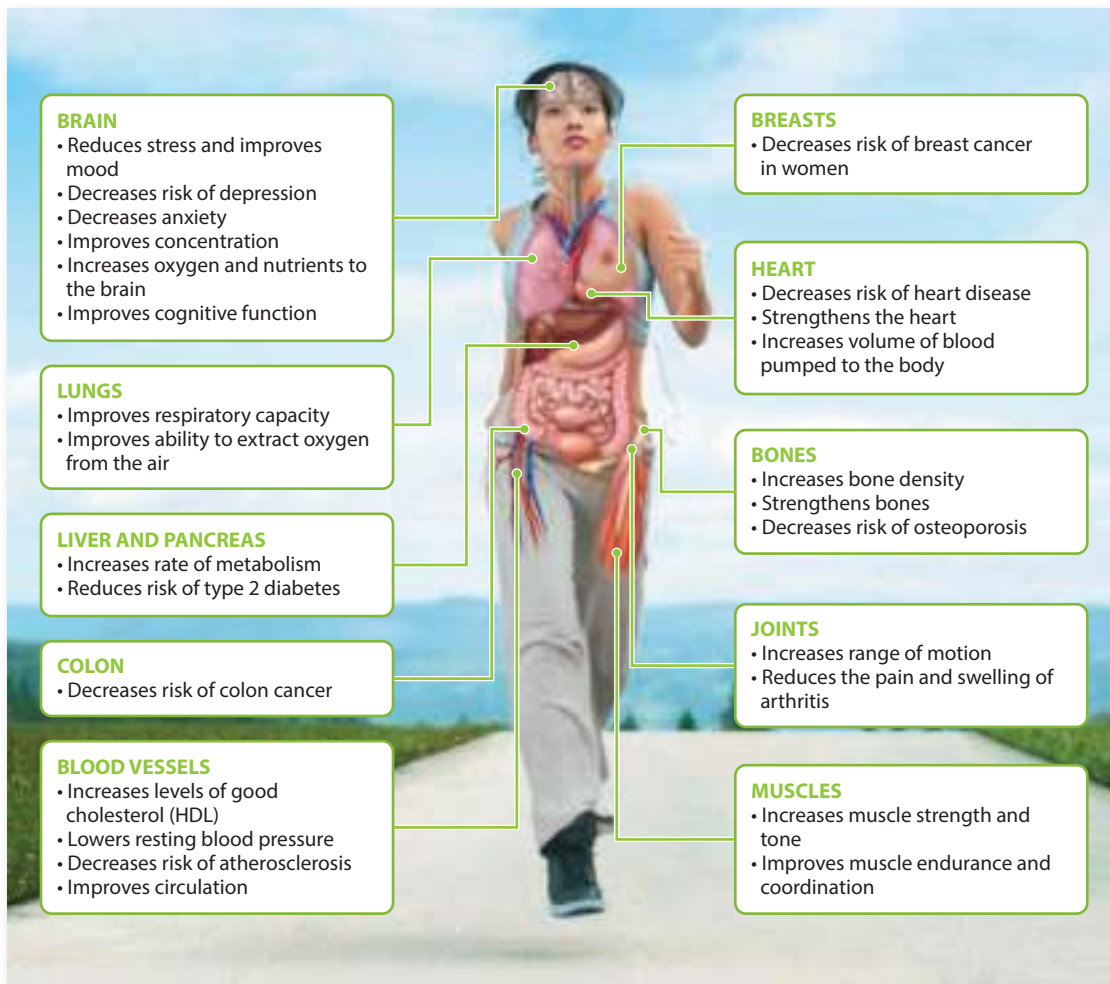 BRAIN
• Reduces stress and improves
mood
• Decreases risk of depression
• Decreases anxiety
• Improves concentration
• Increases oxygen and nutrients to
the brain
• Improves cognitive function
LUNGS
• Improves respiratory capacity
• Improves ability to extract oxygen
from the air
LIVER AND PANCREAS
• Increases rate of metabolism
• Reduces risk of type 2 diabetes
COLON
• Decreases risk of colon cancer
BLOOD VESSELS
• Increases levels of good
cholesterol (HDL)
• Lowers resting blood pressure
• Decreases risk of atherosclerosis
• Improves circulation
BREASTS
• Decreases risk of breast cancer
in women
HEART
• Decreases risk of heart disease
• Strengthens the heart
• Increases volume of blood
pumped to the body
BONES
• Increases bone density
• Strengthens bones
• Decreases risk of osteoporosis
JOINTS
• Increases range of motion
• Reduces the pain and swelling of
arthritis
MUSCLES
• Increases muscle strength and
tone
• Improves muscle endurance and
coordination